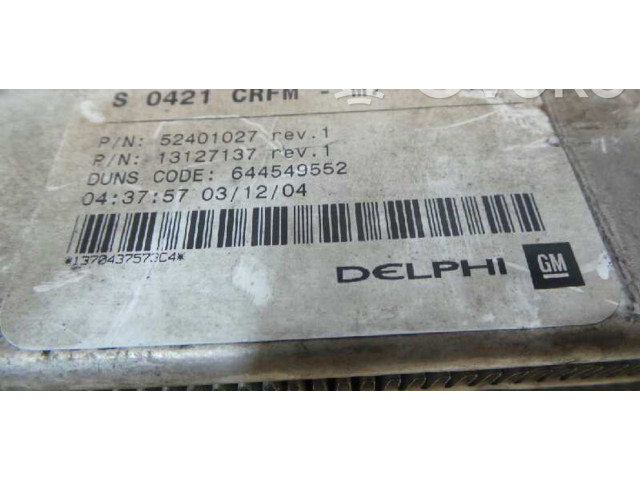 S 0421 CRFM -
P/N: 52401027 rev.1
P/N: 13127137 rev.1
DUNS CODE: 644549552
04:37:57 03/12/04
*1370437573C4*
DELPHI GM